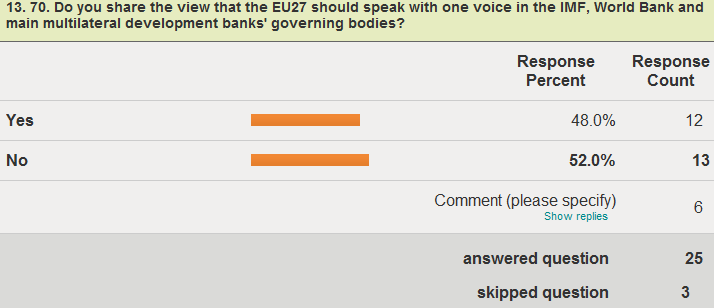 13. 70. Do you share the view that the EU27 should speak with one voice in the IMF, World Bank and
main multilateral development banks' governing bodies?
Response Percent Response Count
Yes 48.0% 12
No 52.0% 13
Comment (please specify) 6
Show replies
answered question 25
skipped question 3